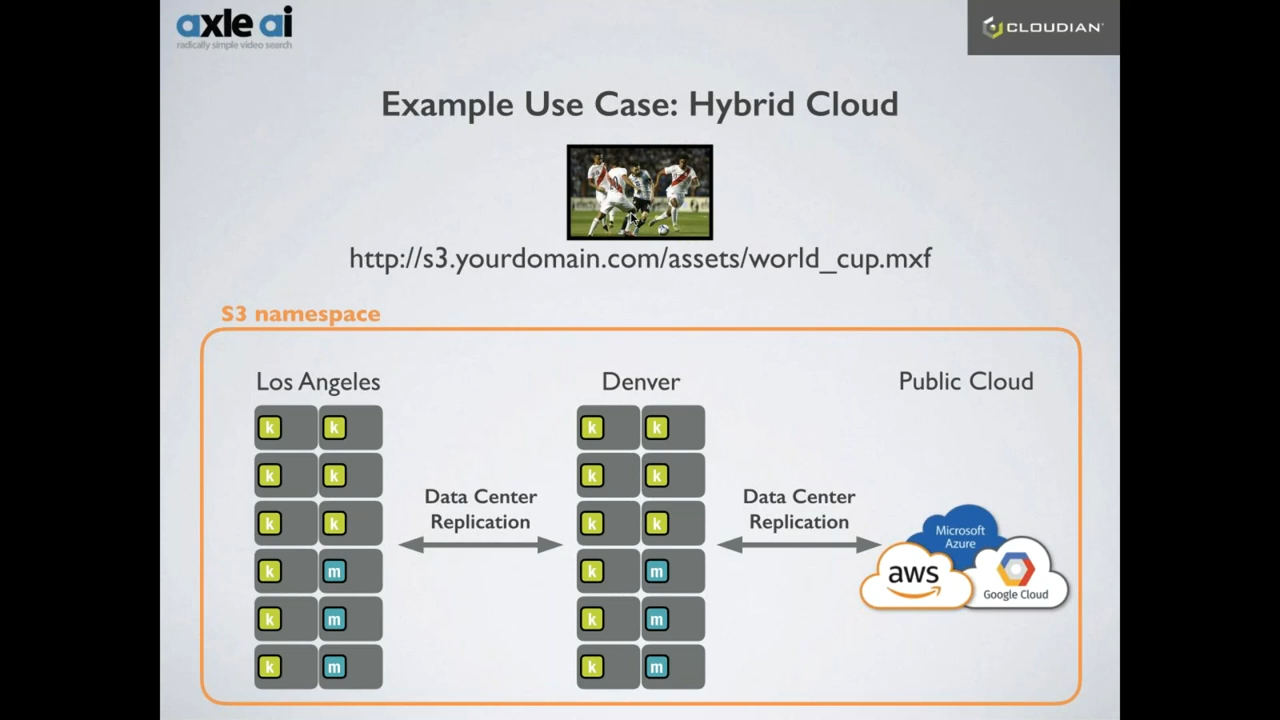 axle ai
radically simple video search
CLOUDIAN
Example Use Case: Hybrid Cloud
http://s3.yourdomain.com/assets/world_cup.mxf
S3 namespace
Los Angeles
Denver
Public Cloud
k k
k k
k k
k m
k m
k m
Data Center
Replication
k k
k k
k k
k m
k m
k m
Data Center
Replication
Microsoft
Azure
aws
Google Cloud